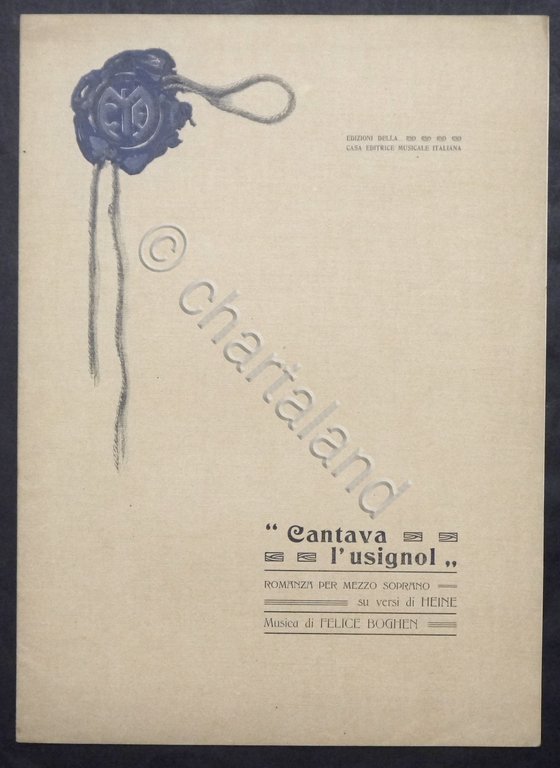 EDIZIONI DELLA
CASA EDITRICE MUSICALE ITALIANA
© chartaland
“ Cantava
l'usignol „
ROMANZA PER MEZZO SOPRANO
su versi di HEINE
Musica di FELICE BOGHEN